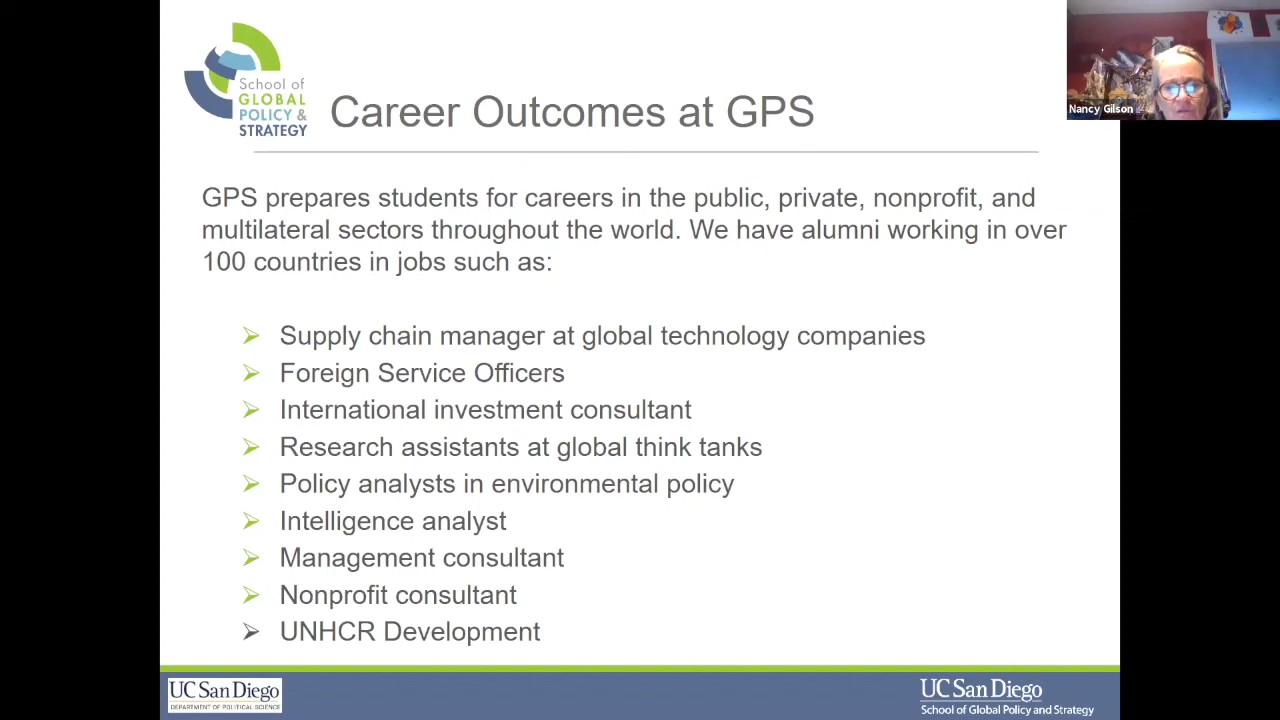 School of
GLOBAL
POLICY &
STRATEGY
Career Outcomes at GPS
Nancy Gilson
GPS prepares students for careers in the public, private, nonprofit, and
multilateral sectors throughout the world. We have alumni working in over
100 countries in jobs such as:
Supply chain manager at global technology companies
Foreign Service Officers
International investment consultant
Research assistants at global think tanks
Policy analysts in environmental policy
Intelligence analyst
Management consultant
Nonprofit consultant
UNHCR Development
UC San Diego
DEPARTMENT OF POLITICAL SCIENCE
UC San Diego
School of Global Policy and Strategy